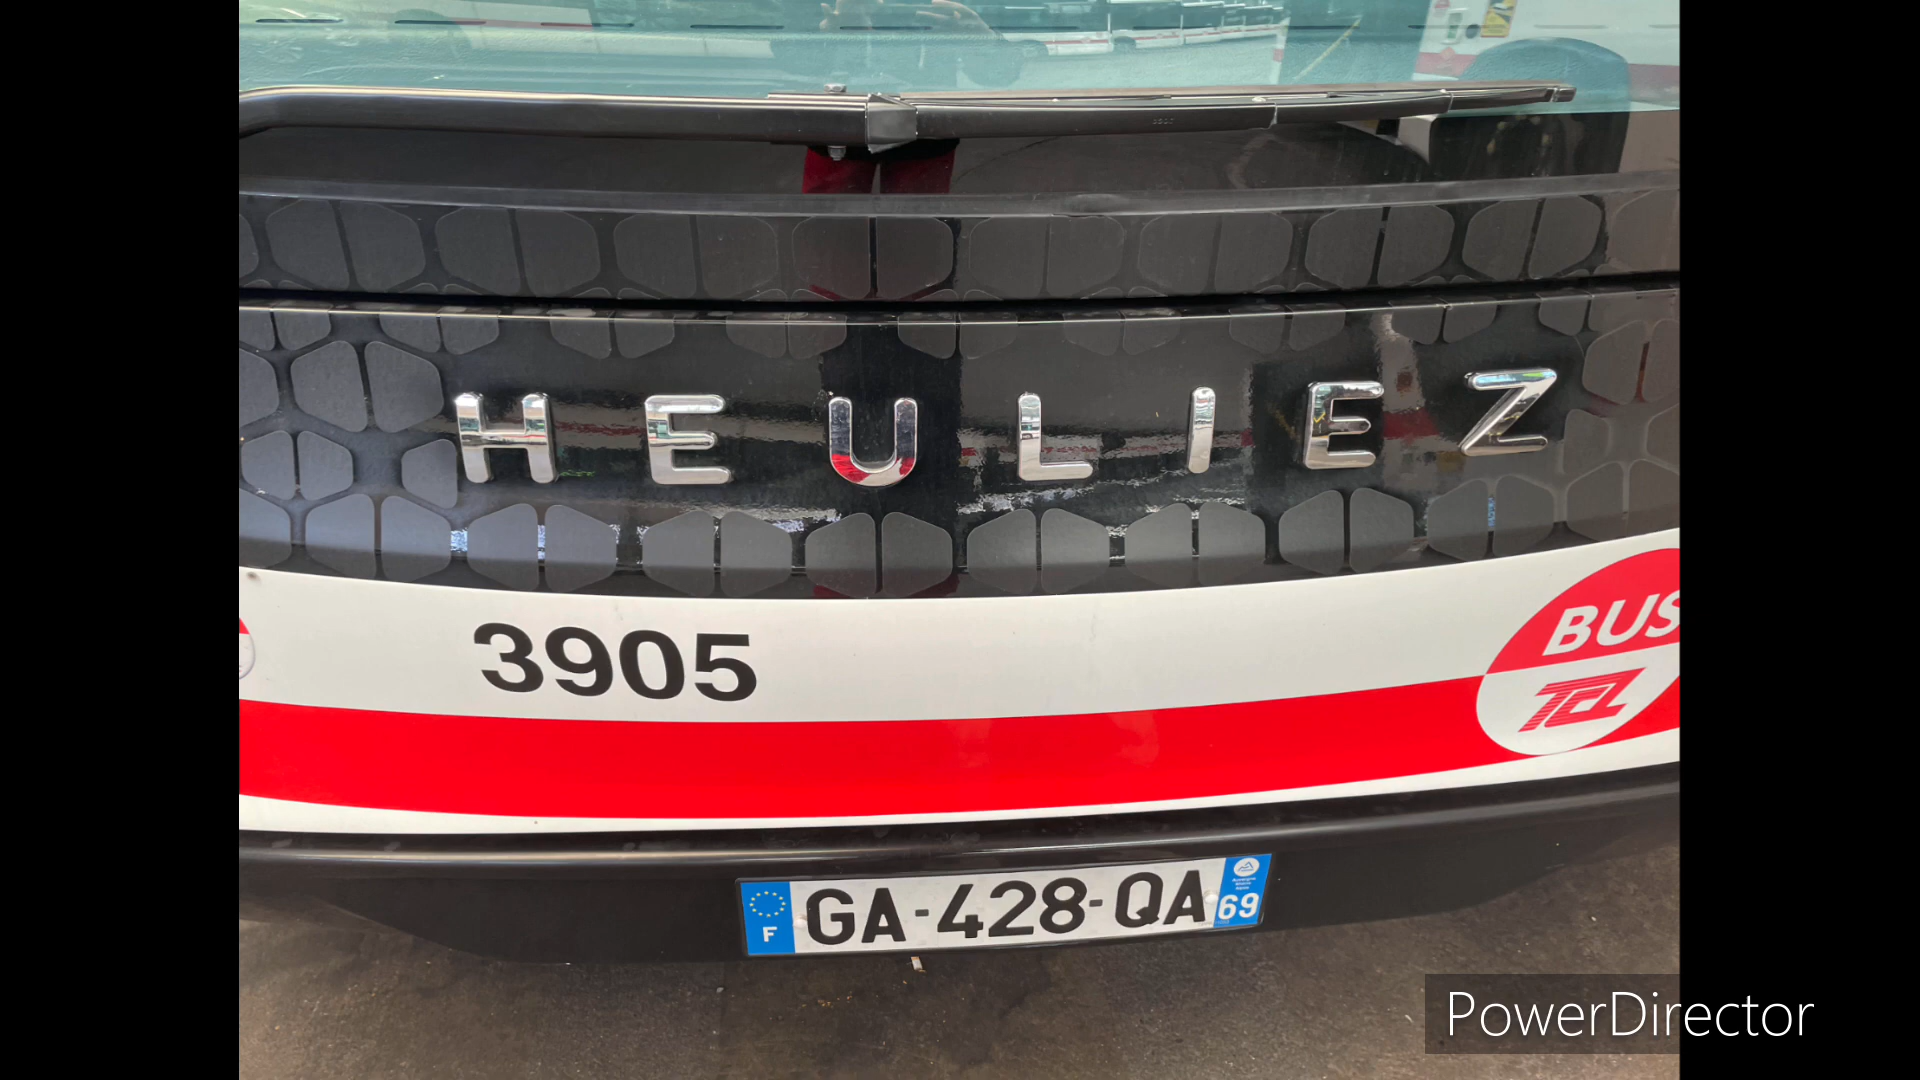 HEULIEZ
3905
BUS
TCL
F
GA-428-QA
69
PowerDirector